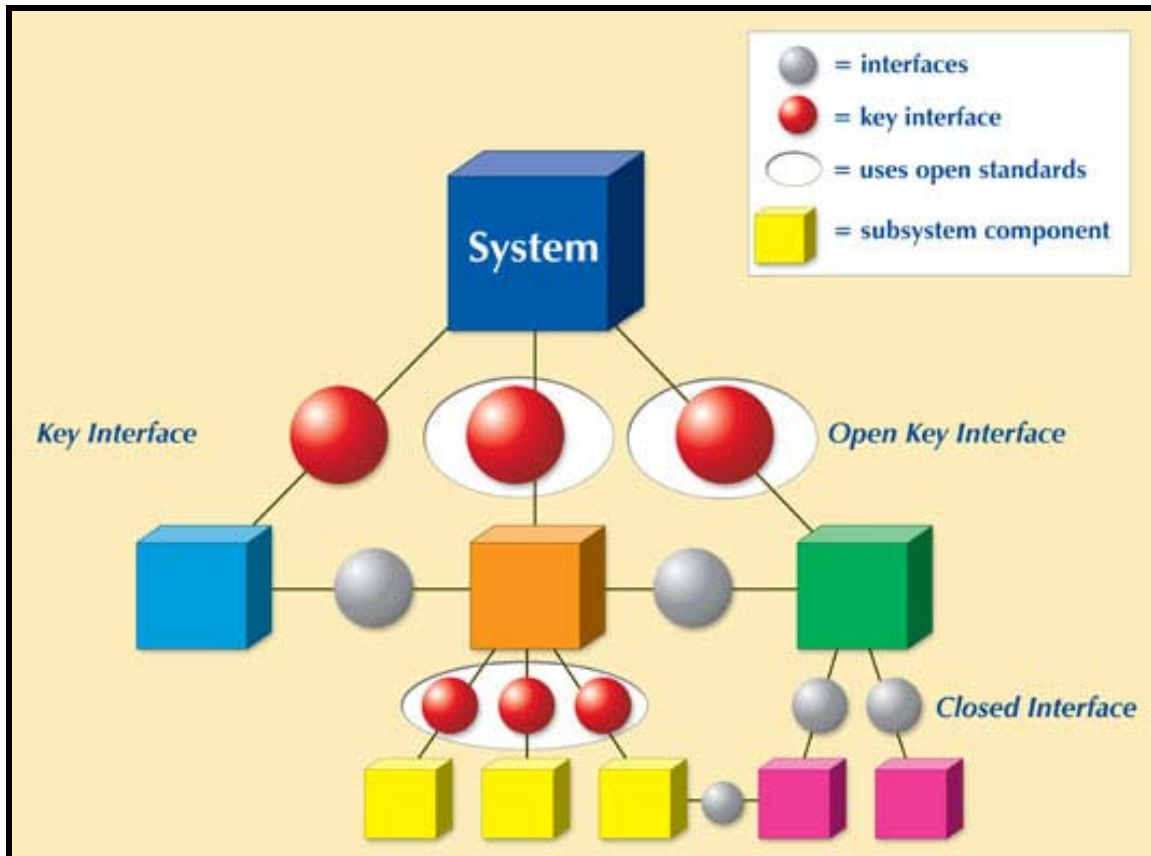 = interfaces
= key interface
= uses open standards
= subsystem component
System
Key Interface
Open Key Interface
Closed Interface